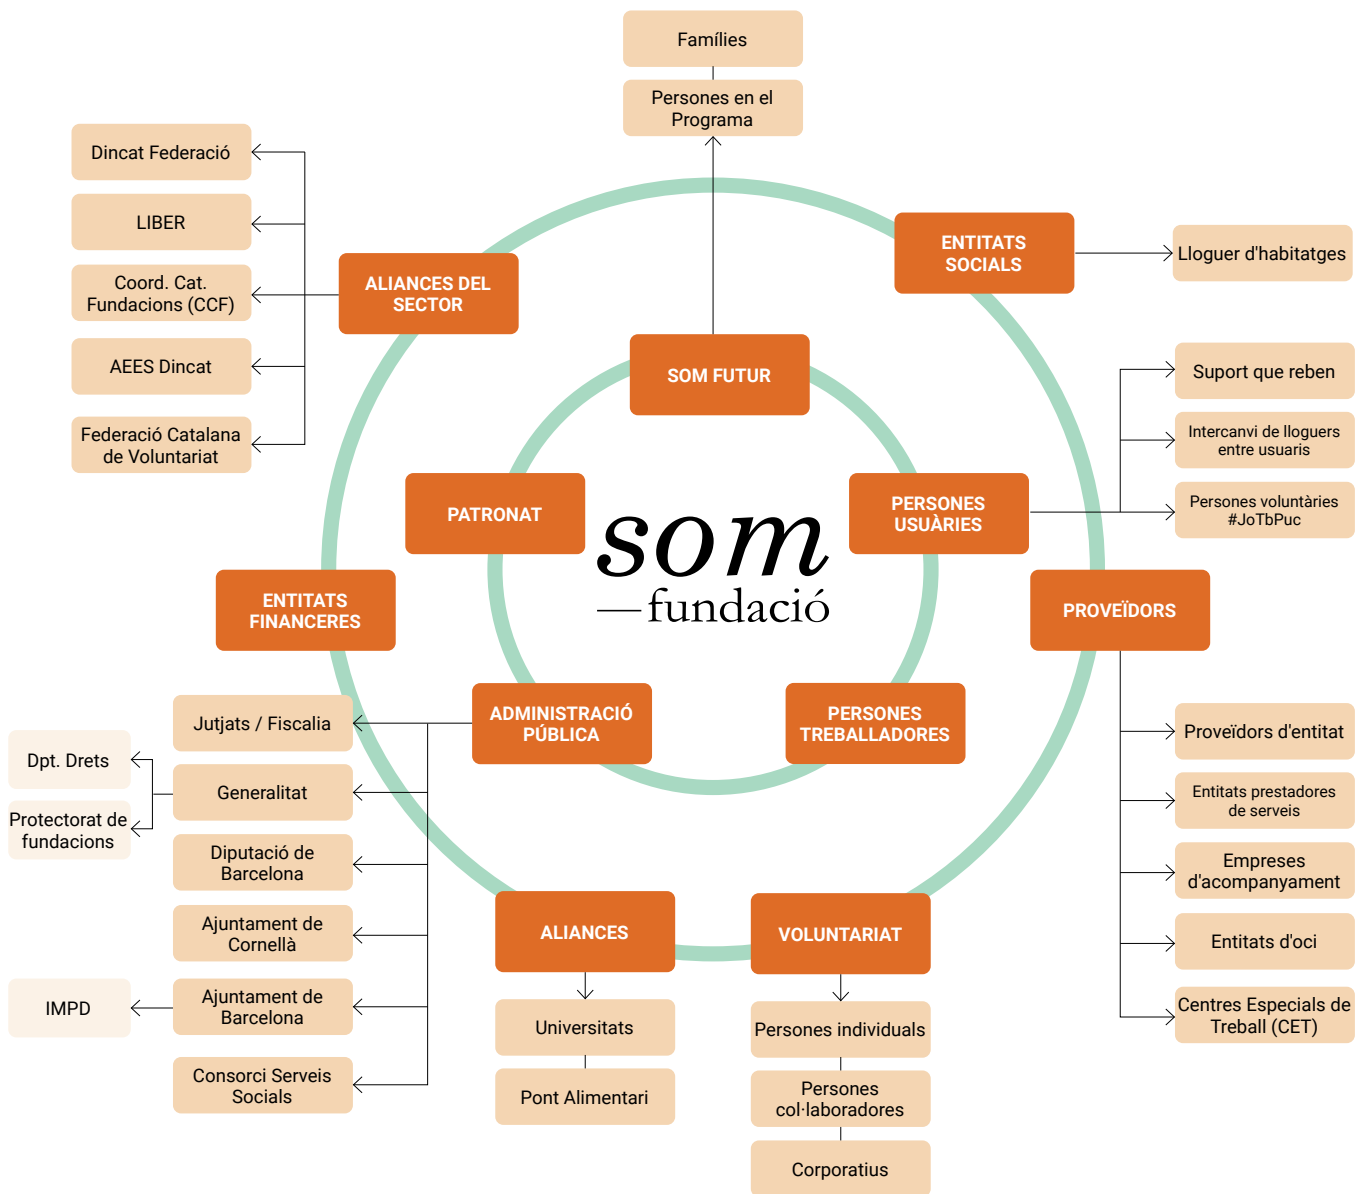 Famílies
Persones en el
Programa
Dincat Federació
LIBER
Coord. Cat.
Fundacions (CCF)
AEES Dincat
Federació Catalana
de Voluntariat
ALIANCES DEL
SECTOR
ENTITATS
SOCIALS
Lloguer d'habitatges
SOM FUTUR
Suport que reben
Intercanvi de lloguers
entre usuaris
Persones voluntàries
#JoTbPuc
PATRONAT
PERSONES
USUÀRIES
som
fundació
ENTITATS
FINANCERES
PROVEÏDORS
ADMINISTRACIÓ
PÚBLICA
PERSONES
TREBALLADORES
Jutjats / Fiscalia
Dpt. Drets
Generalitat
Protectorat de
fundacions
Diputació de
Barcelona
Ajuntament de
Cornellà
IMPD
Ajuntament de
Barcelona
Consorci Serveis
Socials
Proveïdors d'entitat
Entitats prestadores
de serveis
Empreses
d'acompanyament
Entitats d'oci
Centres Especials de
Treball (CET)
ALIANCES
Universitats
Pont Alimentari
VOLUNTARIAT
Persones individuals
Persones
col·laboradores
Corporatius